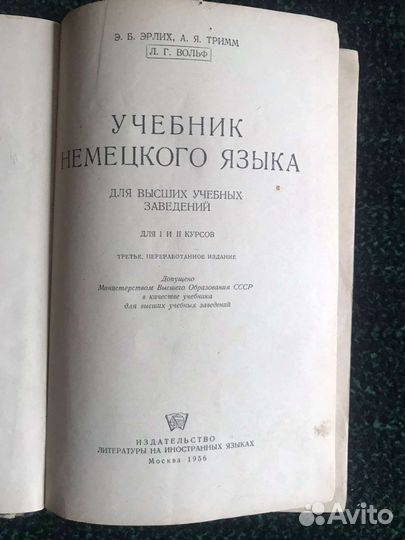 Э. Б. ЭРЛИХ, А. Я. ТРИММ
Л. Г. ВОЛЬФ
УЧЕБНИК
НЕМЕЦКОГО ЯЗЫКА
ДЛЯ ВЫСШИХ УЧЕБНЫХ
ЗАВЕДЕНИЙ
ДЛЯ I И II КУРСОВ
ТРЕТЬЕ, ПЕРЕРАБОТАННОЕ ИЗДАНИЕ
Допущено
Министерством Высшего Образования СССР
в качестве учебника
для высших учебных заведений
ИЗДАТЕЛЬСТВО
ЛИТЕРАТУРЫ НА ИНОСТРАННЫХ ЯЗЫКАХ
Москва 1956
Avito